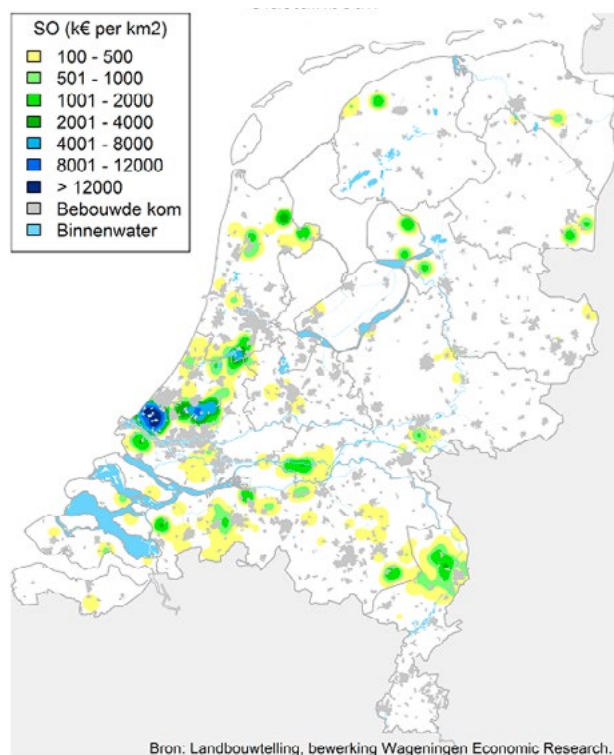 SO (k€ per km2)
100 - 500
501 - 1000
1001 - 2000
2001 - 4000
4001 - 8000
8001 - 12000
> 12000
Bebouwde kom
Binnenwater
Bron: Landbouwtelling, bewerking Wageningen Economic Research.